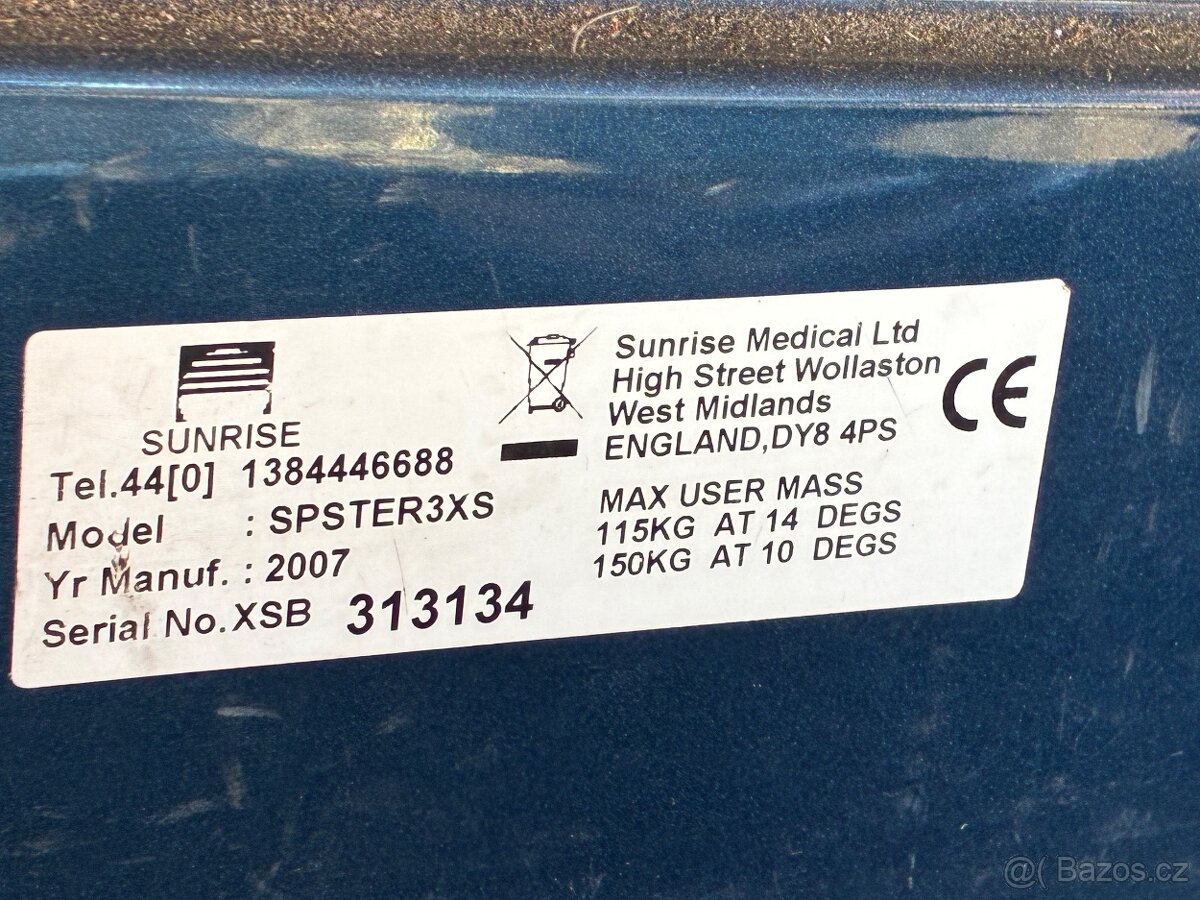 SUNRISE
Tel.44[0] 1384446688
Model : SPSTER3XS
Yr Manuf. : 2007
Serial No.XSB 313134
Sunrise Medical Ltd
High Street Wollaston
West Midlands
ENGLAND,DY8 4PS
CE
MAX USER MASS
115KG AT 14 DEGS
150KG AT 10 DEGS
@( Bazos.cz